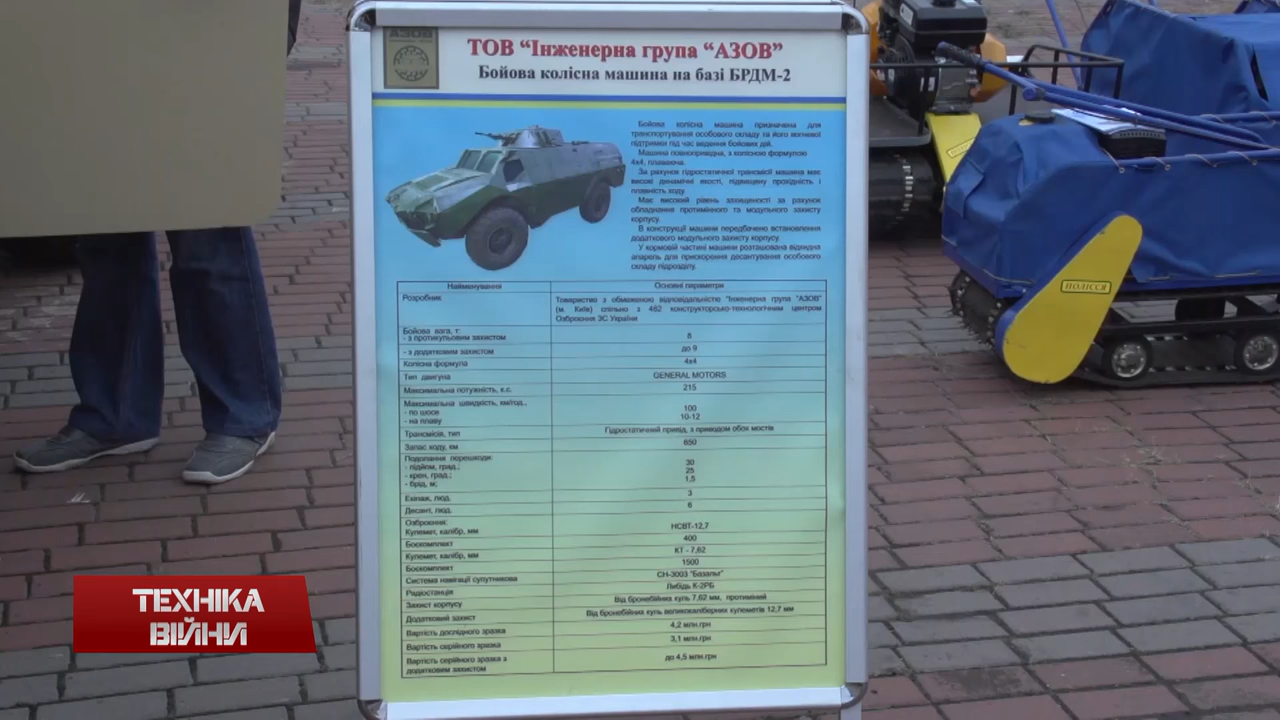 АЗОВ
ТОВ “Інженерна група “АЗОВ”
Бойова колісна машина на базі БРДМ-2
Бойова колісна машина призначена для
транспортування особового складу та його вогневої
підтримки під час ведення бойових дій.
Машина повнопривідна, з колісною формулою
4х4, плаваюча.
За рахунок гідростатичної трансмісії машина має
високі динамічні якості, підвищену прохідність і
плавність ходу.
Має високий рівень захищеності за рахунок
обладнання протимінного та модульного захисту
корпусу.
В конструкції машини передбачено встановлення
додаткового модульного захисту корпусу.
У кормовій частині машини розташована відкидна
апарель для прискорення десантування особового
складу підрозділу.
Найменування Основні параметри
Розробник Товариство з обмеженою відповідальністю "Інженерна група "АЗОВ"
(м. Київ) спільно з 482 конструкторсько-технологічним центром
Озброєння ЗС України
Бойова вага, т:
- з протикульовим захистом 8
- з додатковим захистом до 9
Колісна формула 4х4
Тип двигуна GENERAL MOTORS
Максимальна потужність, к.с. 215
Максимальна швидкість, км/год.,
- по шосе 100
- на плаву 10-12
Трансмісія, тип Гідростатичний привід, з приводом обох мостів
Запас ходу, км 650
Подолання перешкоди:
- підйом, град.; 30
- крен, град.; 25
- брід, м; 1,5
Екіпаж, люд. 3
Десант, люд. 6
Озброєння:
Кулемет, калібр, мм НСВТ-12,7
Боєкомплект 400
Кулемет, калібр, мм КТ - 7,62
Боєкомплект 1500
Система навігації супутникова СН-3003 "Базальт"
Радіостанція Либідь К-2РБ
Захист корпусу Від бронебійних куль 7,62 мм, протимінний
Додатковий захист Від бронебійних куль великокаліберних кулеметів 12,7 мм
Вартість дослідного зразка 4,2 млн.грн
Вартість серійного зразка 3,1 млн.грн
Вартість серійного зразка з
додатковим захистом до 4,5 млн.грн
ПОЛІССЯ
ТЕХНІКА
ВІЙНИ